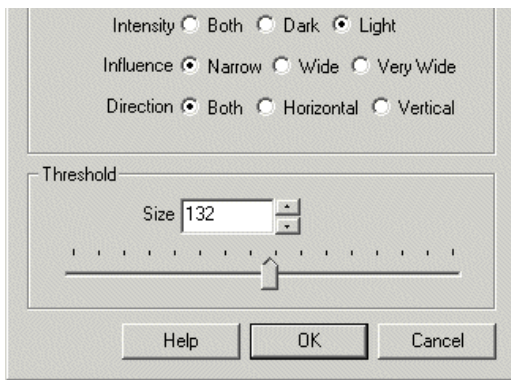 Intensity Both Dark Light
Influence Narrow Wide Very Wide
Direction Both Horizontal Vertical
Threshold
Size 132
Help OK Cancel